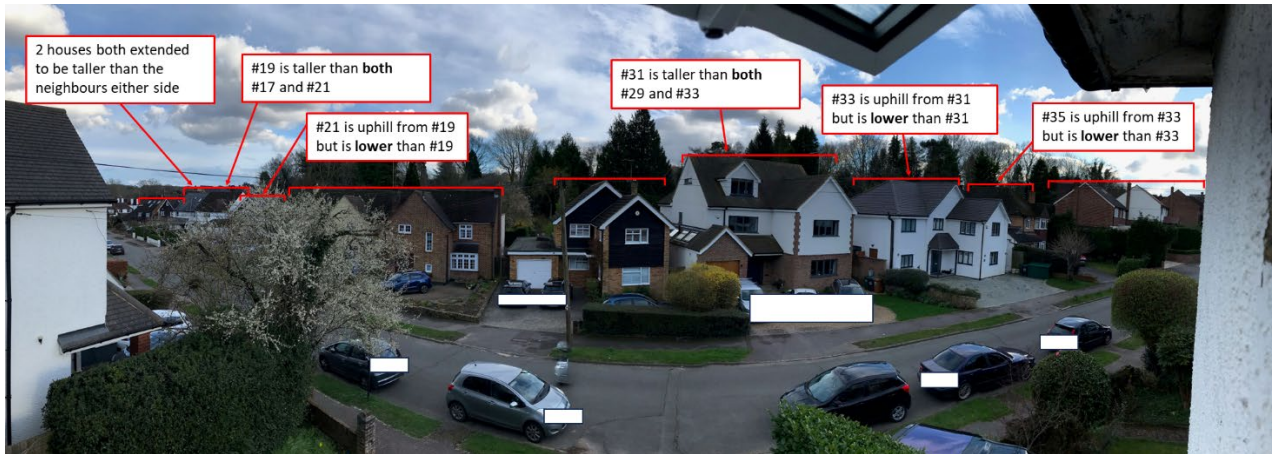 2 houses both extended
to be taller than the
neighbours either side
#19 is taller than both
#17 and #21
#21 is uphill from #19
but is lower than #19
#31 is taller than both
#29 and #33
#33 is uphill from #31
but is lower than #31
#35 is uphill from #33
but is lower than #33